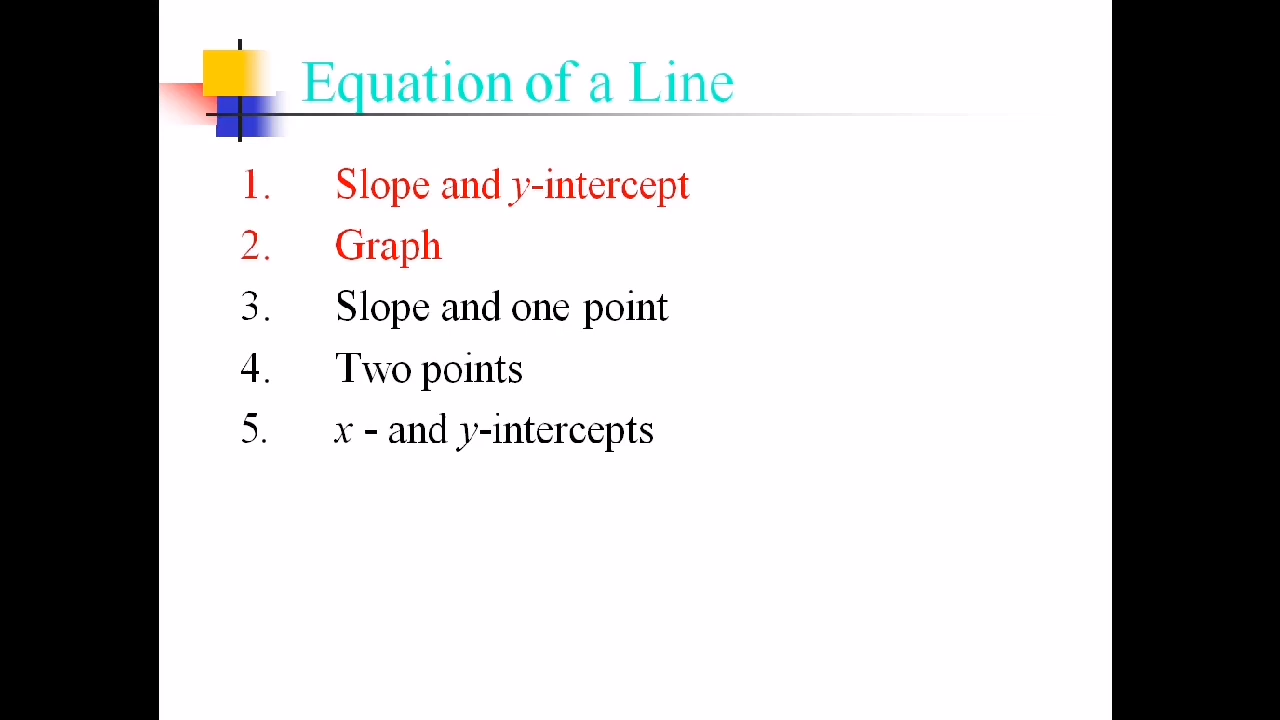 Equation of a Line
1. Slope and y-intercept
2. Graph
3. Slope and one point
4. Two points
5. x - and y-intercepts